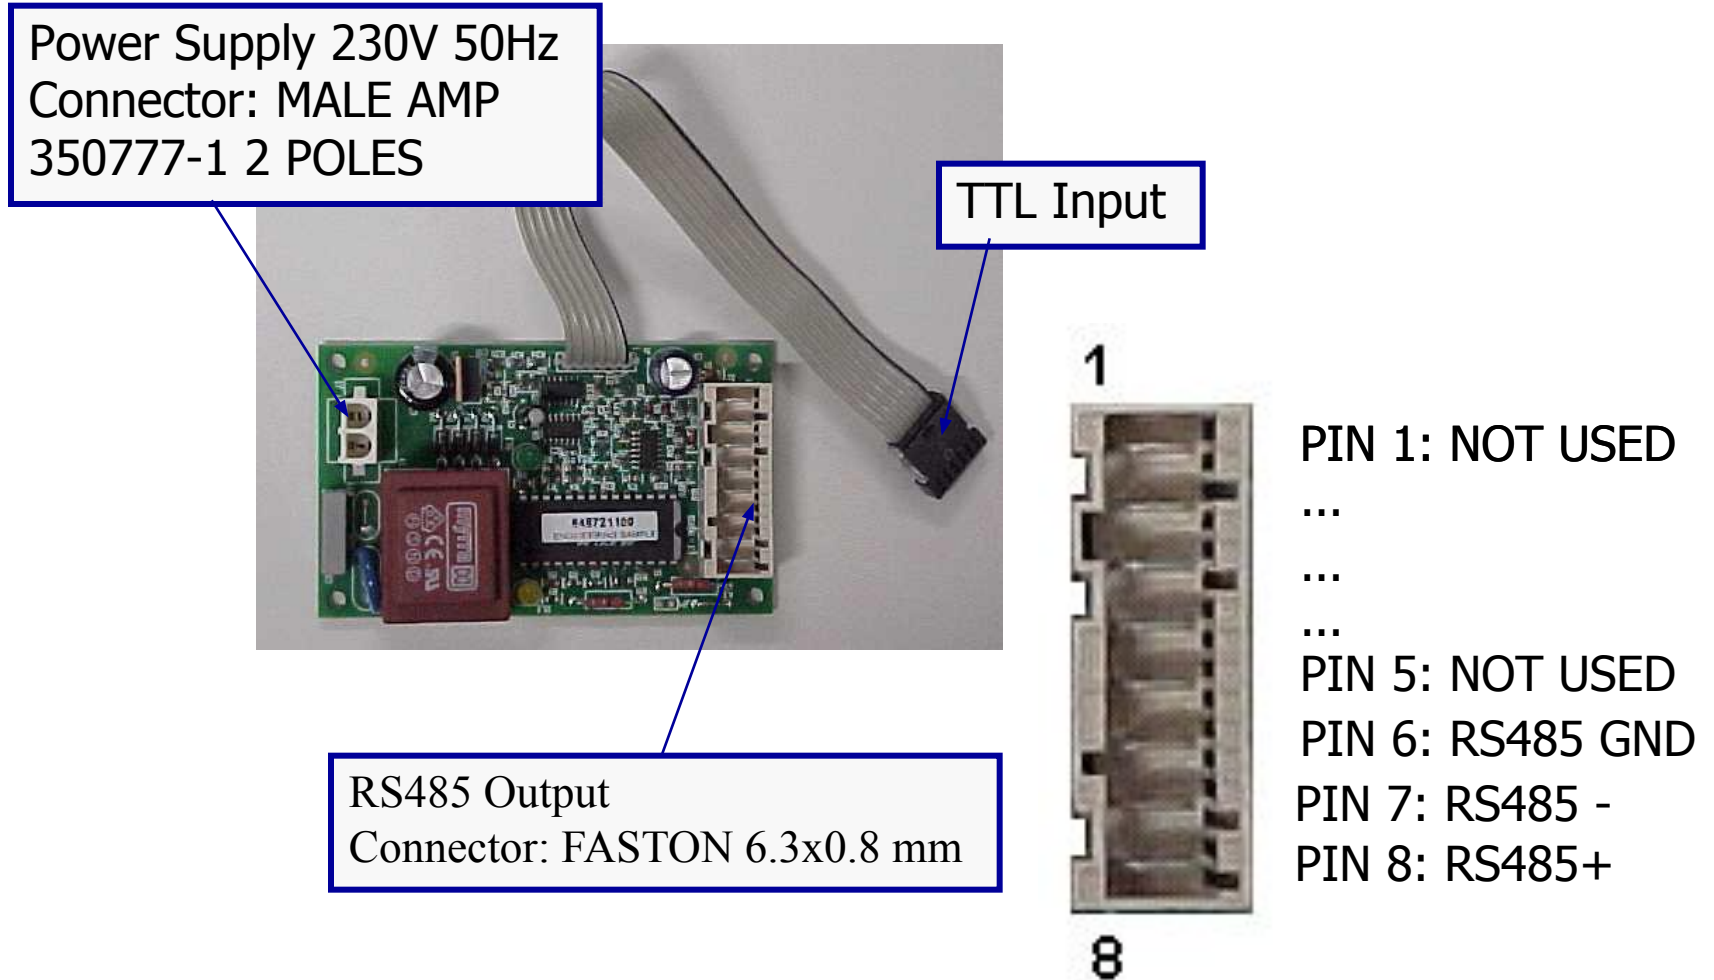 Power Supply 230V 50Hz
Connector: MALE AMP
350777-1 2 POLES
TTL Input
RS485 Output
Connector: FASTON 6.3x0.8 mm
1
PIN 1: NOT USED
...
...
...
PIN 5: NOT USED
PIN 6: RS485 GND
PIN 7: RS485 -
PIN 8: RS485+
8